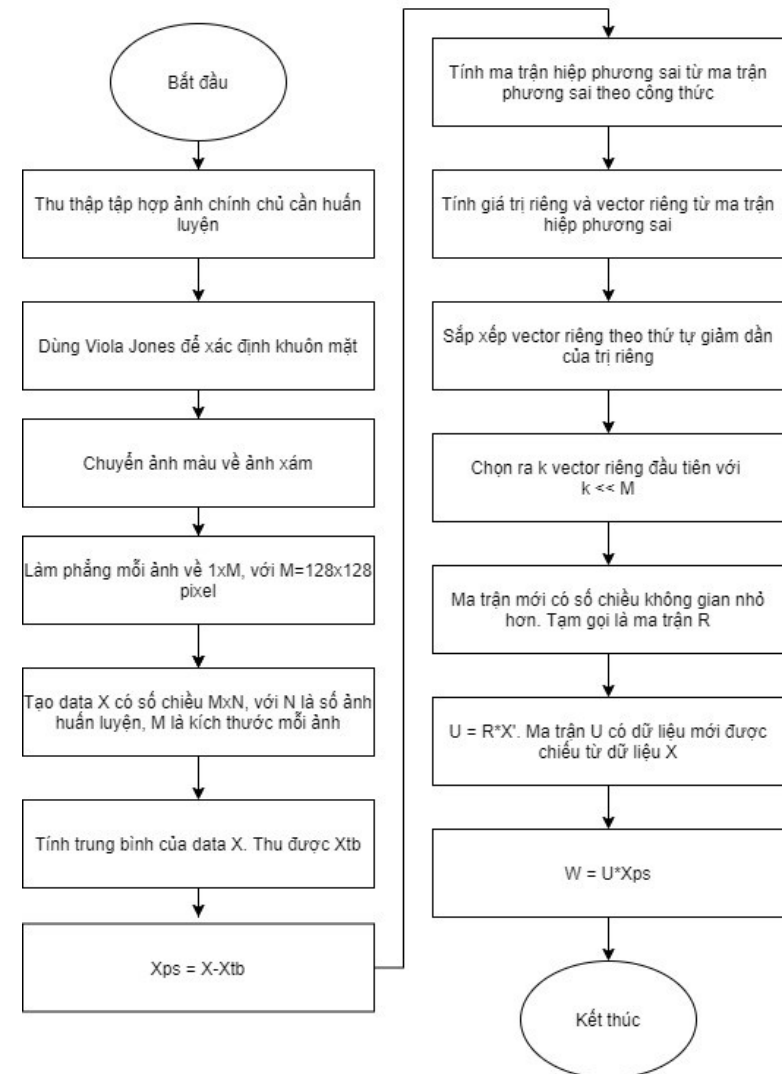 Bắt đầu
Thu thập tập hợp ảnh chính chủ cần huấn
luyện
Dùng Viola Jones để xác định khuôn mặt
Chuyển ảnh màu về ảnh xám
Làm phẳng mỗi ảnh về 1xM, với M=128x128
pixel
Tạo data X có số chiều MxN, với N là số ảnh
huấn luyện, M là kích thước mỗi ảnh
Tính trung bình của data X. Thu được Xtb
Xps = X-Xtb
Tính ma trận hiệp phương sai từ ma trận
phương sai theo công thức
Tính giá trị riêng và vector riêng từ ma trận
hiệp phương sai
Sắp xếp vector riêng theo thứ tự giảm dần
của trị riêng
Chọn ra k vector riêng đầu tiên với
k << M
Ma trận mới có số chiều không gian nhỏ
hơn. Tạm gọi là ma trận R
U = R*X'. Ma trận U có dữ liệu mới được
chiếu từ dữ liệu X
W = U*Xps
Kết thúc